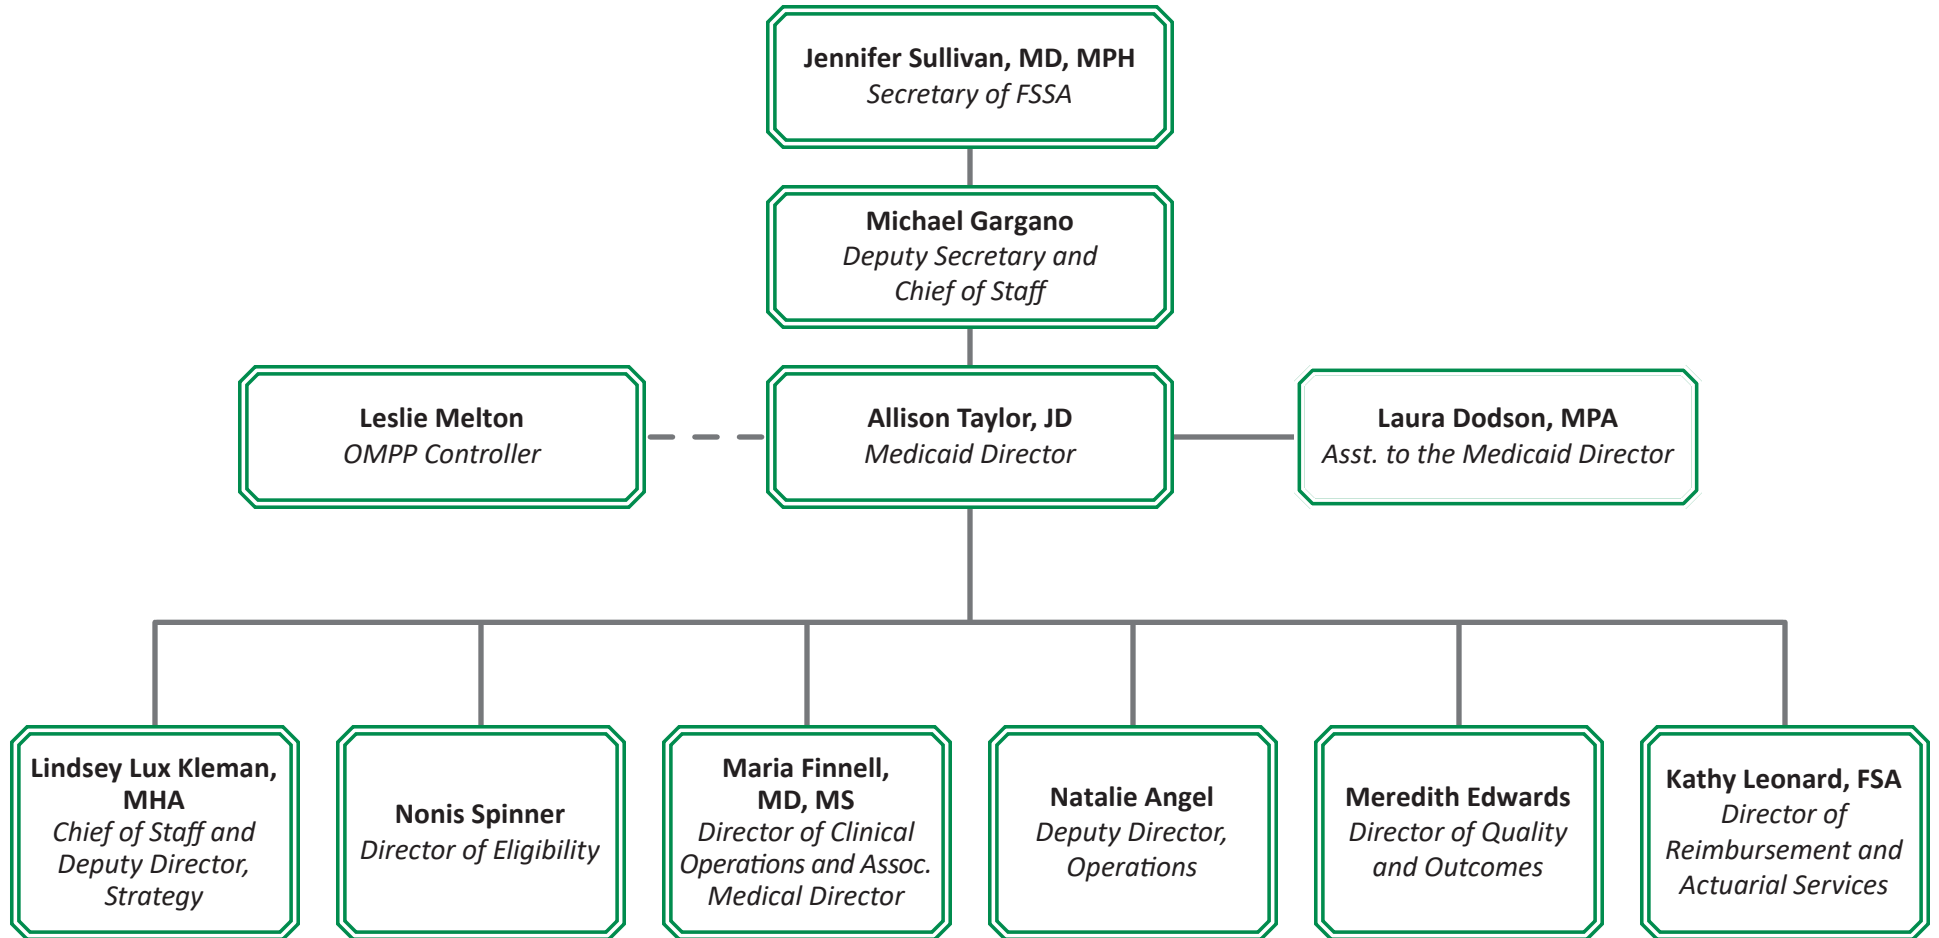 Jennifer Sullivan, MD, MPH
Secretary of FSSA
Michael Gargano
Deputy Secretary and
Chief of Staff
Leslie Melton
OMPP Controller
Allison Taylor, JD
Medicaid Director
Laura Dodson, MPA
Asst. to the Medicaid Director
Lindsey Lux Kleman,
MHA
Chief of Staff and
Deputy Director,
Strategy
Nonis Spinner
Director of Eligibility
Maria Finnell,
MD, MS
Director of Clinical
Operations and Assoc.
Medical Director
Natalie Angel
Deputy Director,
Operations
Meredith Edwards
Director of Quality
and Outcomes
Kathy Leonard, FSA
Director of
Reimbursement and
Actuarial Services